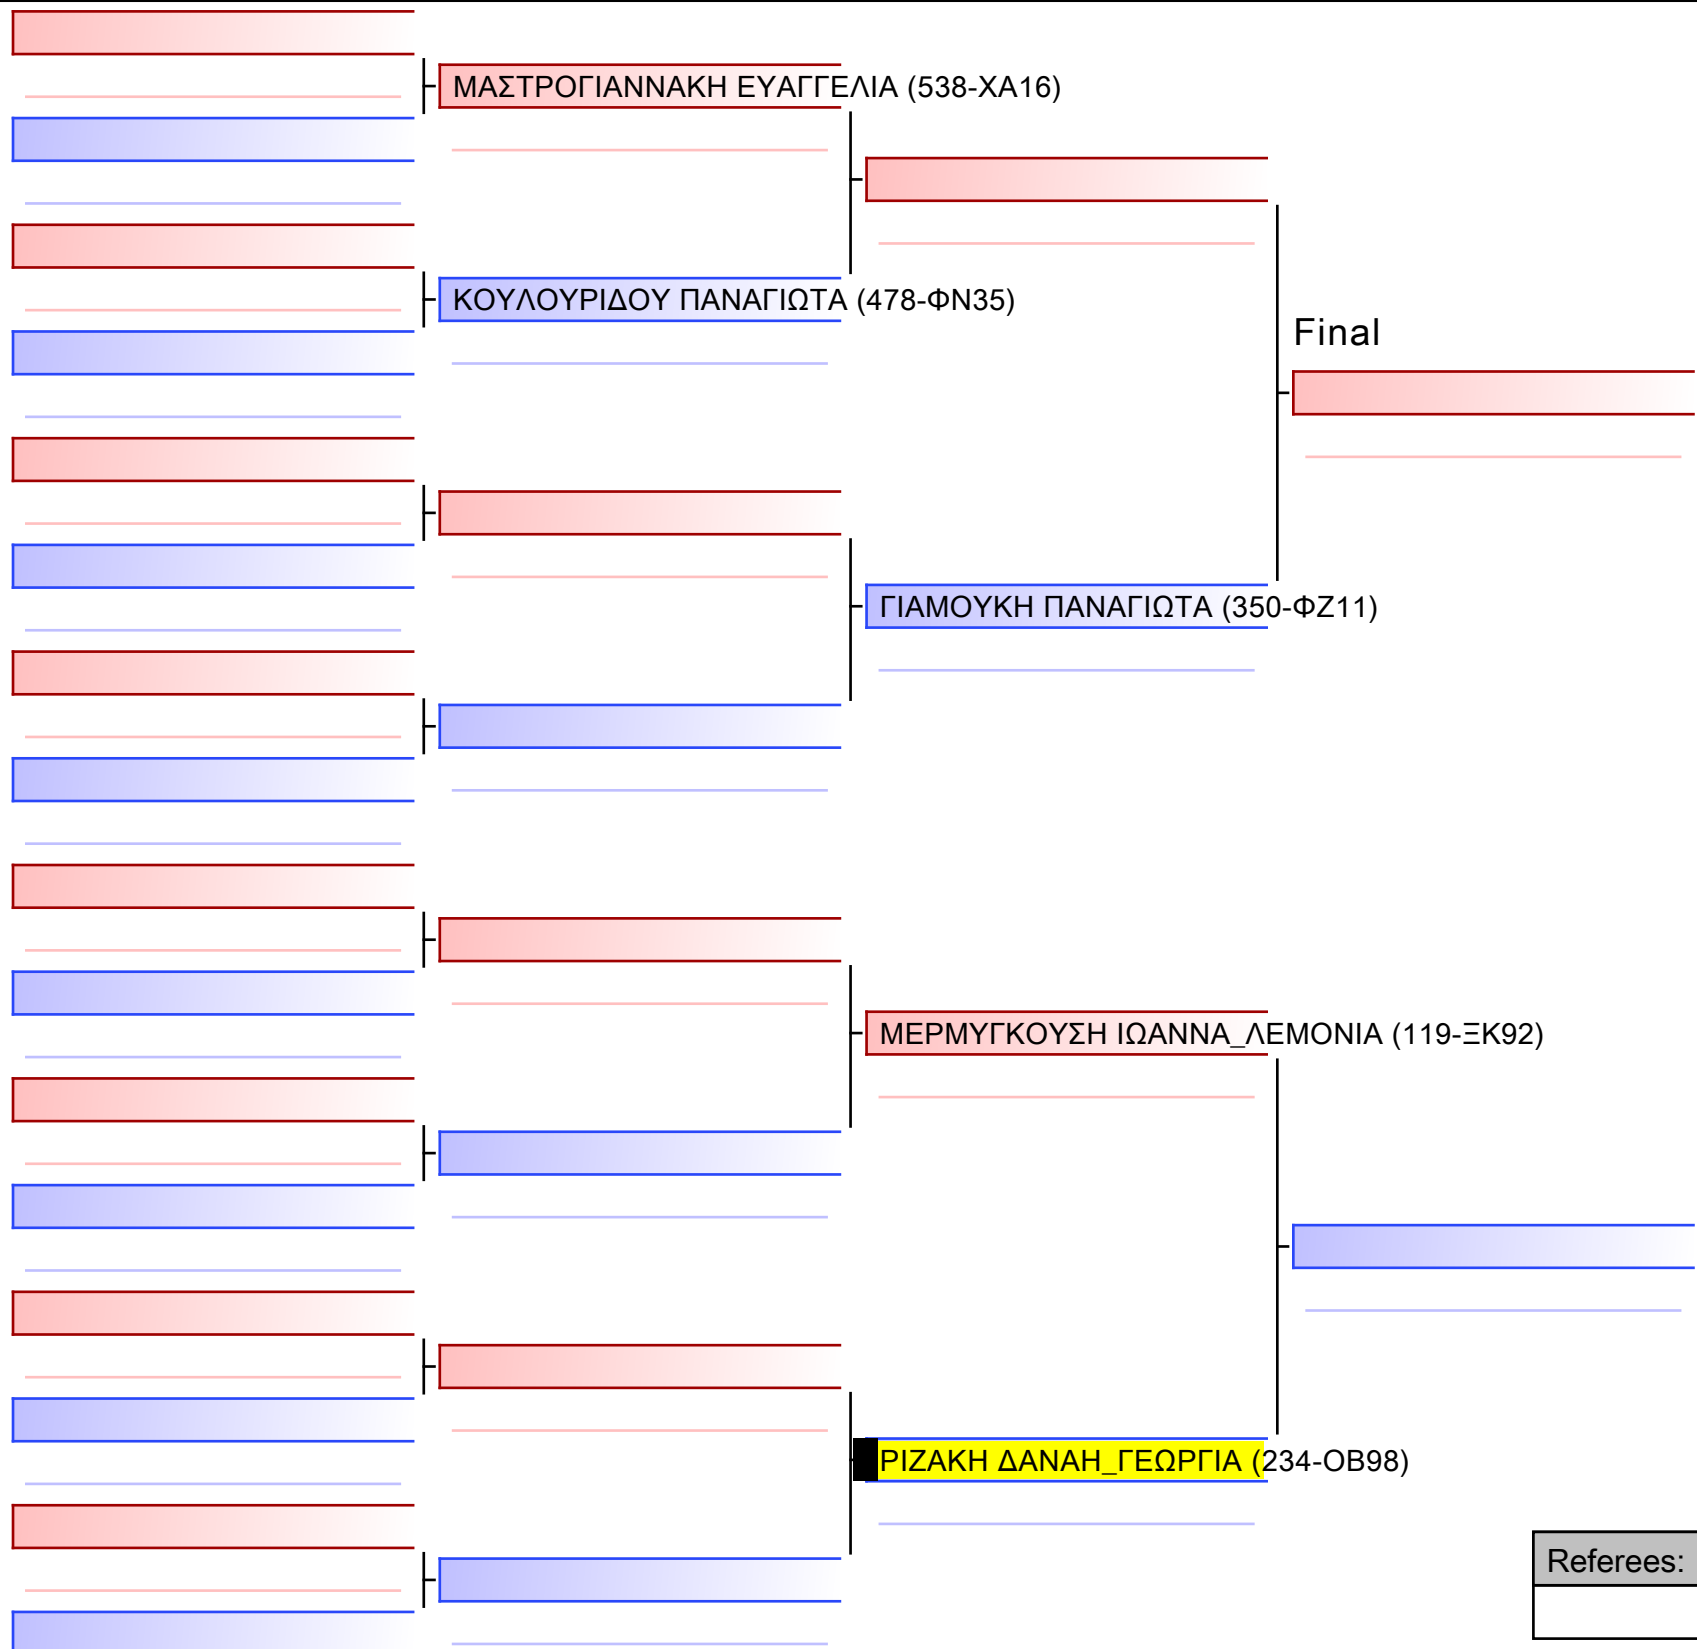 ΜΑΣΤΡΟΓΙΑΝΝΑΚΗ ΕΥΑΓΓΕΛΙΑ (538-ΧΑ16)
ΚΟΥΛΟΥΡΙΔΟΥ ΠΑΝΑΓΙΩΤΑ (478-ΦΝ35)
Final
ΓΙΑΜΟΥΚΗ ΠΑΝΑΓΙΩΤΑ (350-ΦΖ11)
ΜΕΡΜΥΓΚΟΥΣΗ ΙΩΑΝΝΑ_ΛΕΜΟΝΙΑ (119-ΞΚ92)
ΡΙΖΑΚΗ ΔΑΝΑΗ_ΓΕΩΡΓΙΑ (234-ΟΒ98)
Referees: